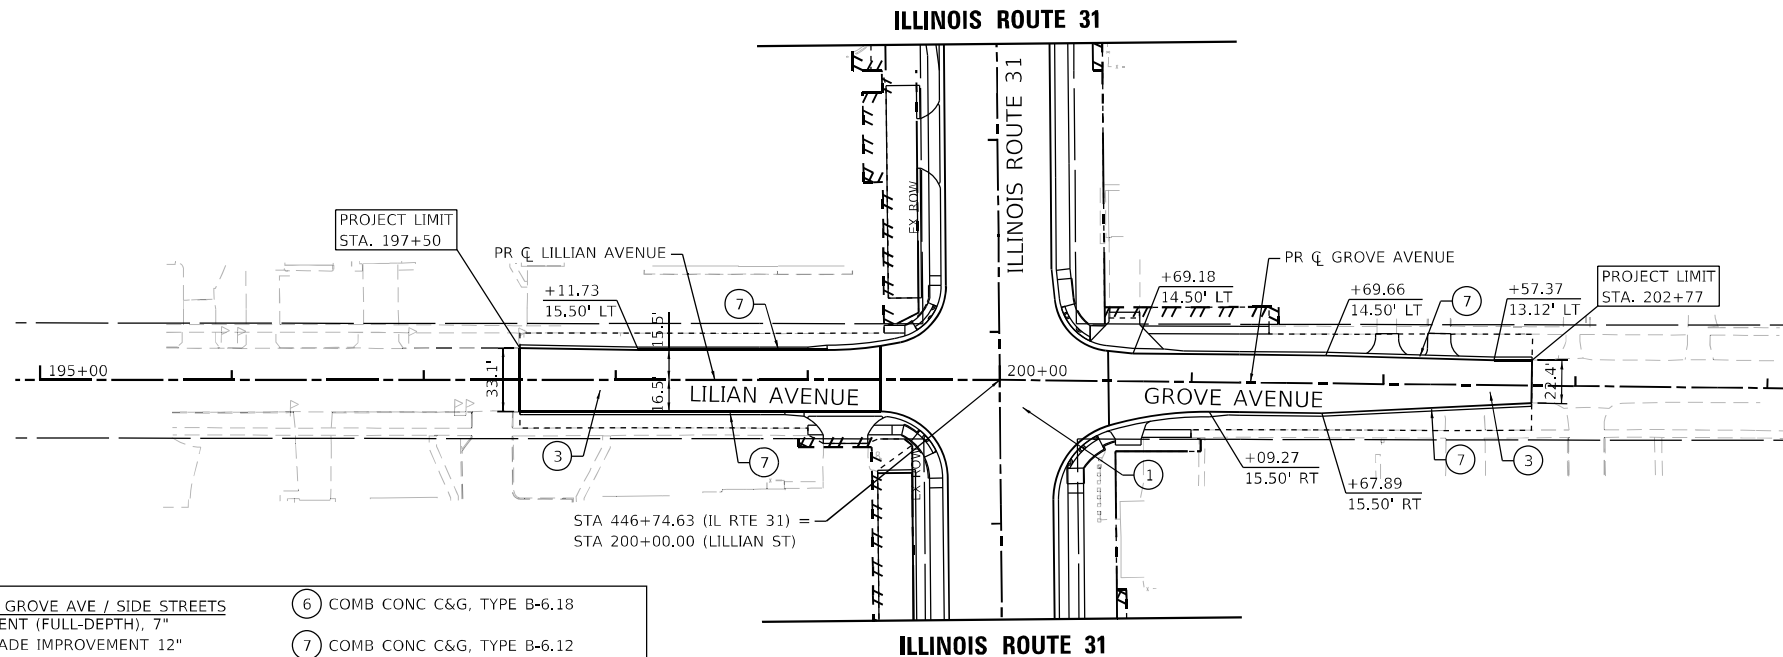 ILLINOIS ROUTE 31
ILLINOIS ROUTE 31
EX ROW
PROJECT LIMIT
STA. 197+50
PR ℄ LILLIAN AVENUE
+11.73
15.50' LT
7
15.5'
+69.18
14.50' LT
PR ℄ GROVE AVENUE
+69.66
14.50' LT
7
+57.37
13.12' LT
PROJECT LIMIT
STA. 202+77
195+00
33.1'
16.5'
LILIAN AVENUE
200+00
GROVE AVENUE
22.4'
3
7
EX ROW
1
+09.27
15.50' RT
+67.89
15.50' RT
7
3
STA 446+74.63 (IL RTE 31) =
STA 200+00.00 (LILLIAN ST)
GROVE AVE / SIDE STREETS
ENT (FULL-DEPTH), 7"
ADE IMPROVEMENT 12"
6 COMB CONC C&G, TYPE B-6.18
7 COMB CONC C&G, TYPE B-6.12
ILLINOIS ROUTE 31